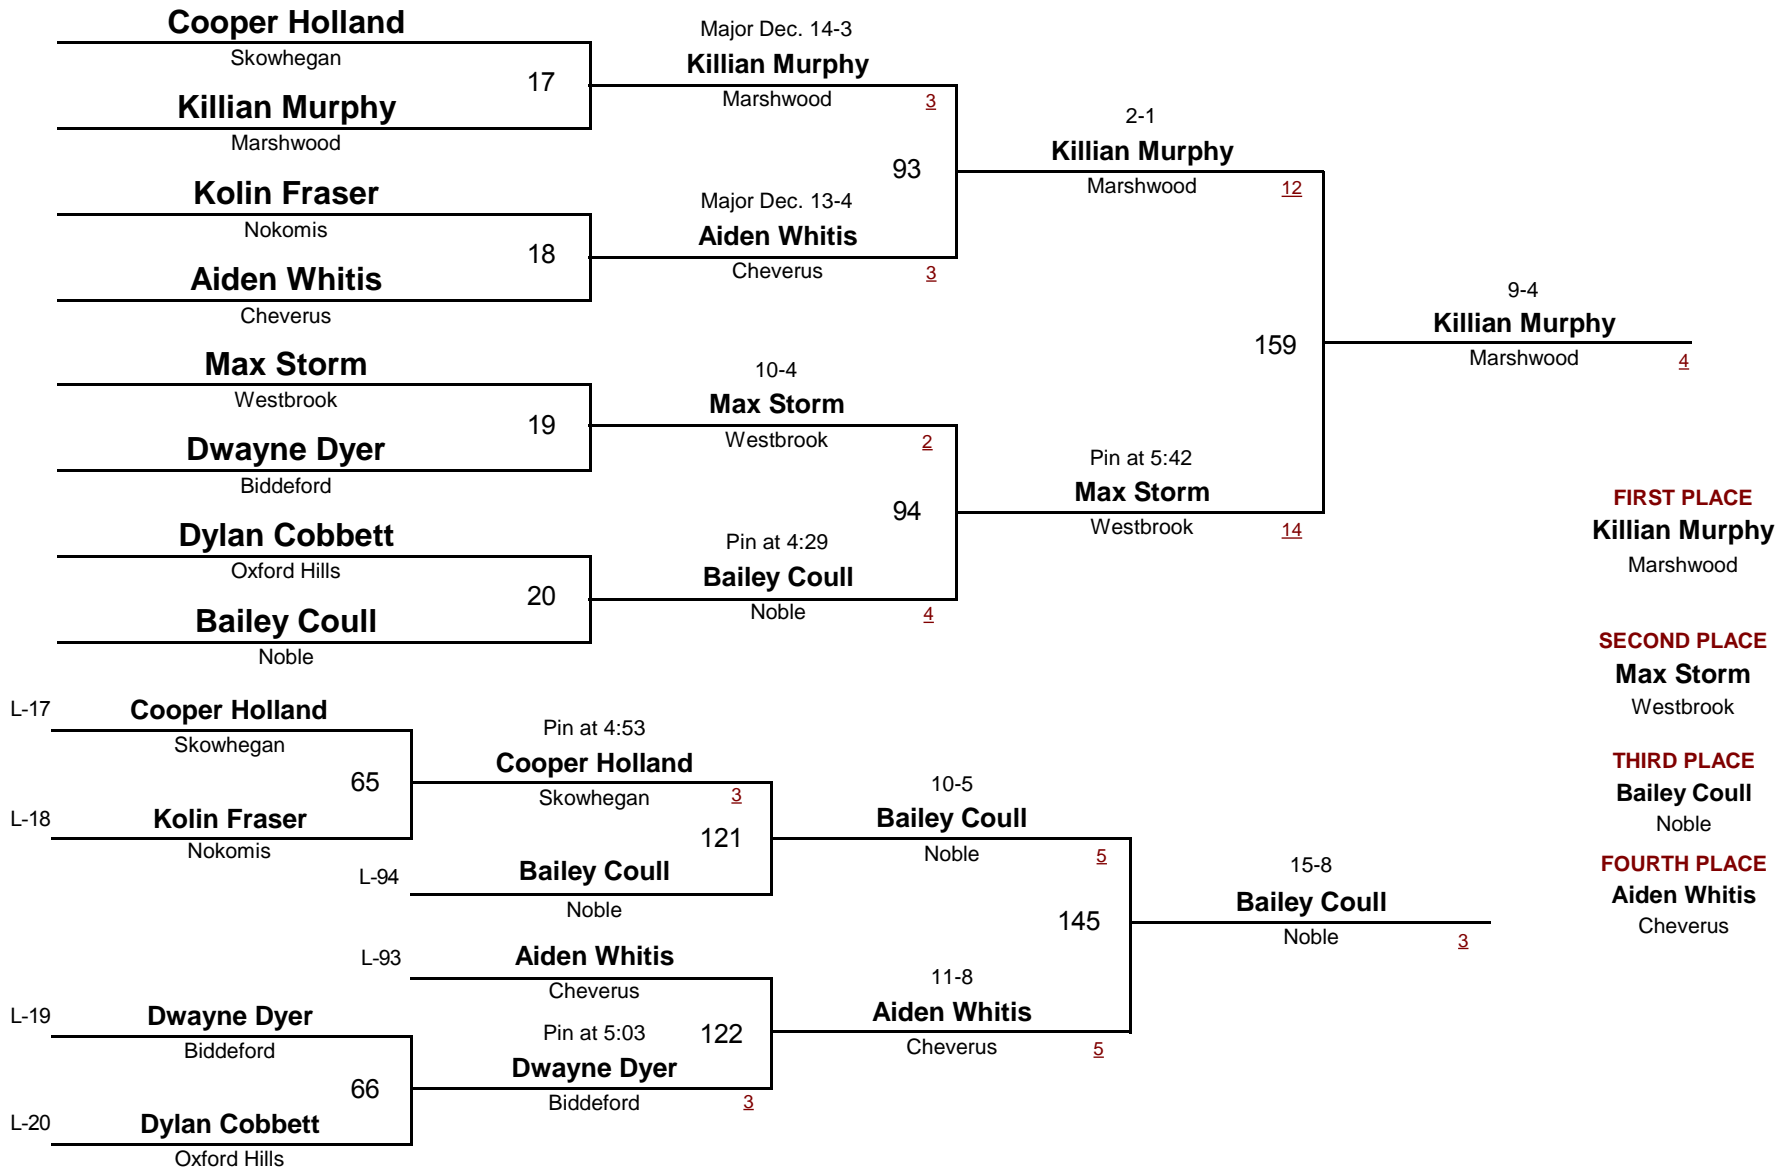 Cooper Holland
Skowhegan
17
Killian Murphy
Marshwood
Kolin Fraser
Nokomis
18
Aiden Whitis
Cheverus
Max Storm
Westbrook
19
Dwayne Dyer
Biddeford
Dylan Cobbett
Oxford Hills
20
Bailey Coull
Noble
Major Dec. 14-3
Killian Murphy
Marshwood
3
93
Major Dec. 13-4
Aiden Whitis
Cheverus
3
10-4
Max Storm
Westbrook
2
94
Pin at 4:29
Bailey Coull
Noble
4
2-1
Killian Murphy
Marshwood
12
159
Pin at 5:42
Max Storm
Westbrook
14
9-4
Killian Murphy
Marshwood
4
FIRST PLACE
Killian Murphy
Marshwood
SECOND PLACE
Max Storm
Westbrook
THIRD PLACE
Bailey Coull
Noble
FOURTH PLACE
Aiden Whitis
Cheverus
L-17
Cooper Holland
Skowhegan
65
L-18
Kolin Fraser
Nokomis
Pin at 4:53
Cooper Holland
Skowhegan
3
121
L-94
Bailey Coull
Noble
L-93
Aiden Whitis
Cheverus
122
Pin at 5:03
Dwayne Dyer
Biddeford
3
L-19
Dwayne Dyer
Biddeford
66
L-20
Dylan Cobbett
Oxford Hills
10-5
Bailey Coull
Noble
5
145
11-8
Aiden Whitis
Cheverus
5
15-8
Bailey Coull
Noble
3